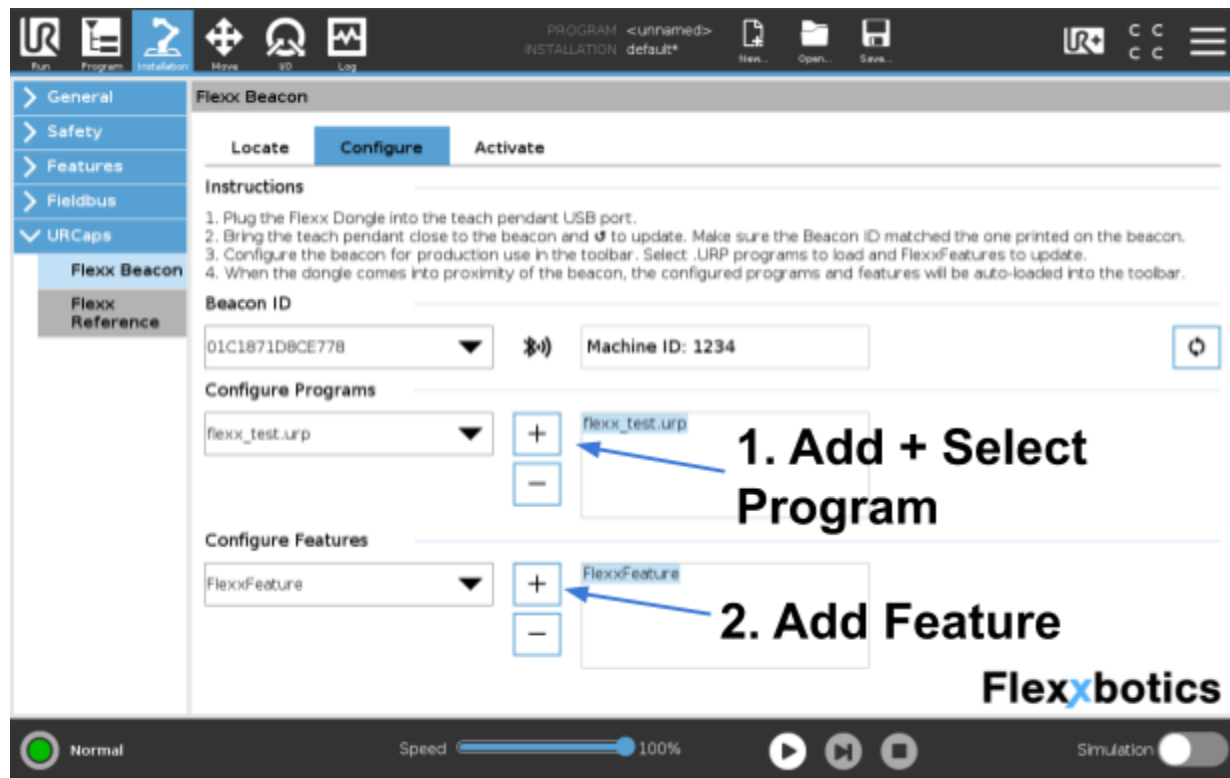 PROGRAM <unnamed>
INSTALLATION default*
UR
UR+
C C
C C
Run Program Installation Move I/O Log New... Open... Save...
General
Safety
Features
Fieldbus
URCaps
Flexx Beacon
Flexx
Reference
Flexx Beacon
Locate Configure Activate
Instructions
1. Plug the Flexx Dongle into the teach pendant USB port.
2. Bring the teach pendant close to the beacon and ↺ to update. Make sure the Beacon ID matched the one printed on the beacon.
3. Configure the beacon for production use in the toolbar. Select .URP programs to load and FlexxFeatures to update.
4. When the dongle comes into proximity of the beacon, the configured programs and features will be auto-loaded into the toolbar.
Beacon ID
01C1871D8CE778
Machine ID: 1234
Configure Programs
flexx_test.urp
+
−
flexx_test.urp
1. Add + Select
Program
Configure Features
FlexxFeature
+
−
FlexxFeature
2. Add Feature
Flexxbotics
Normal
Speed 100%
Simulation